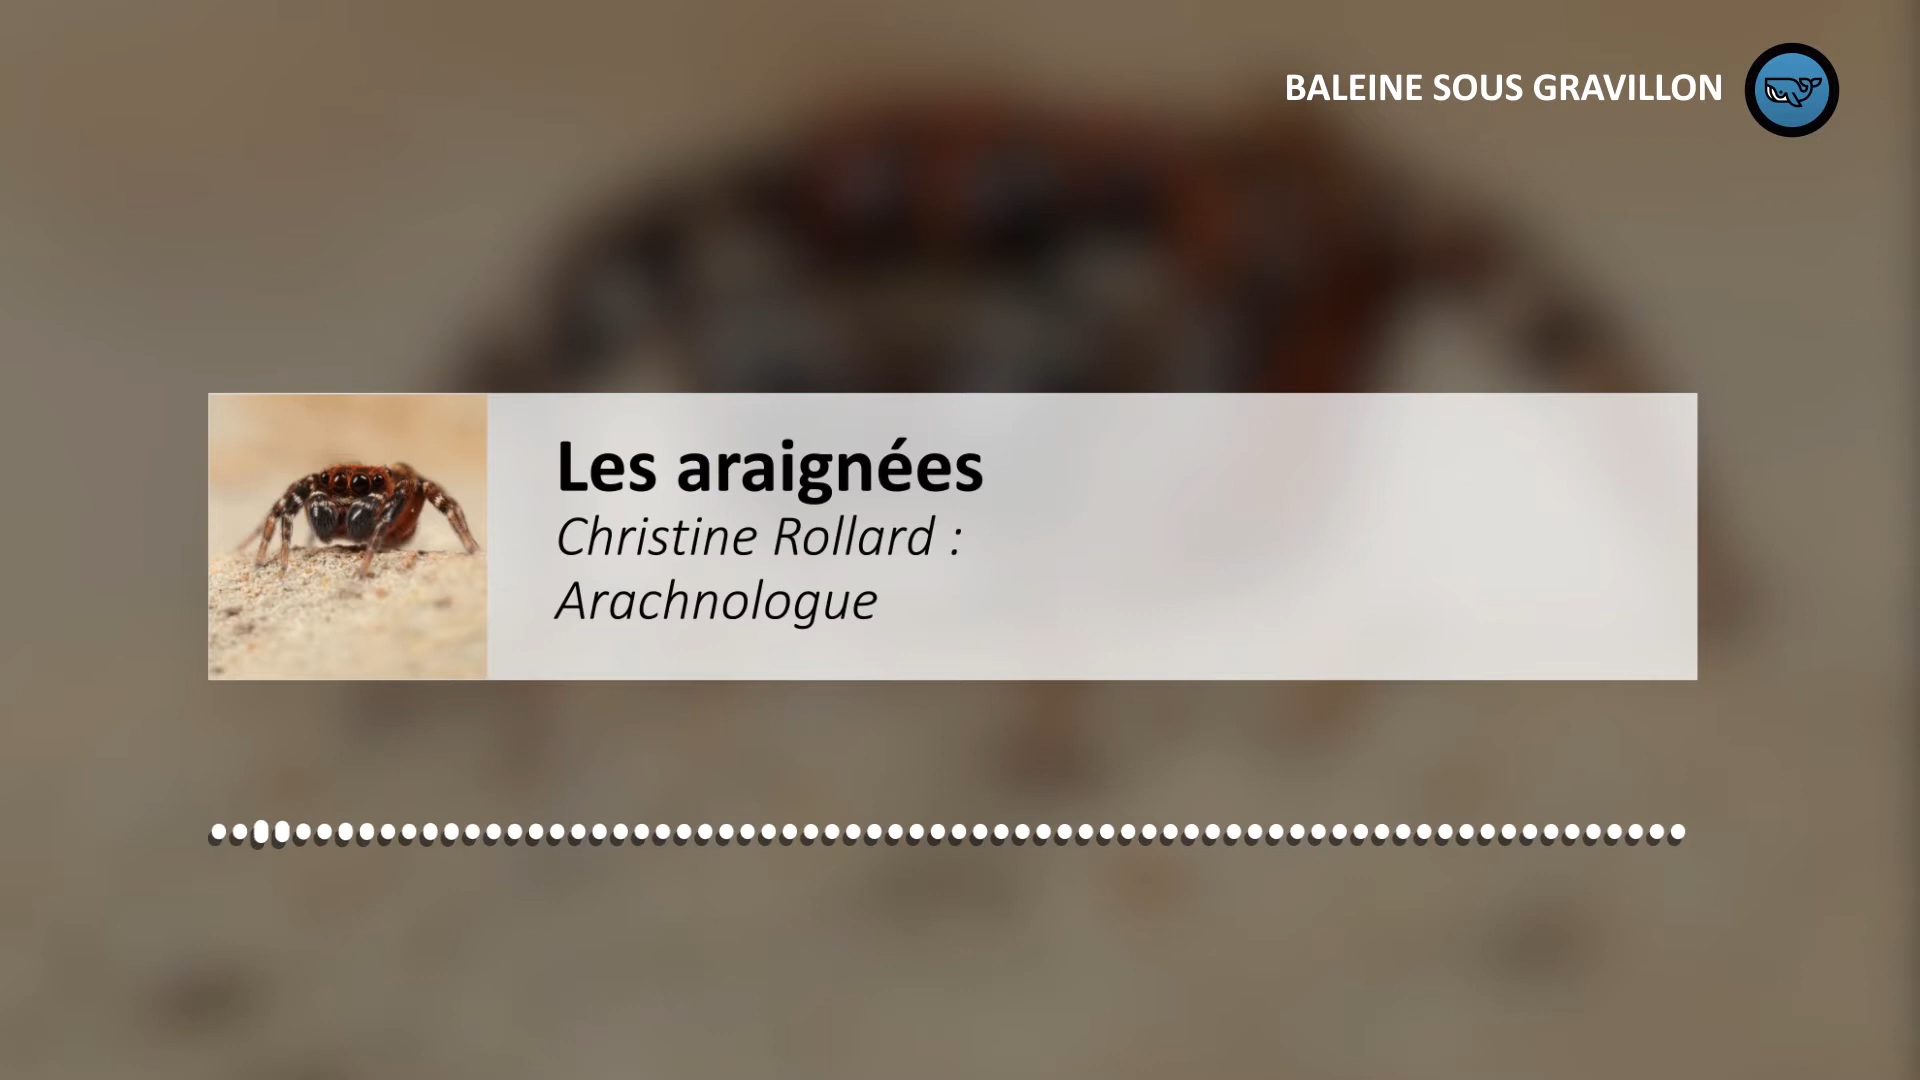 BALEINE SOUS GRAVILLON
Les araignées
Christine Rollard :
Arachnologue